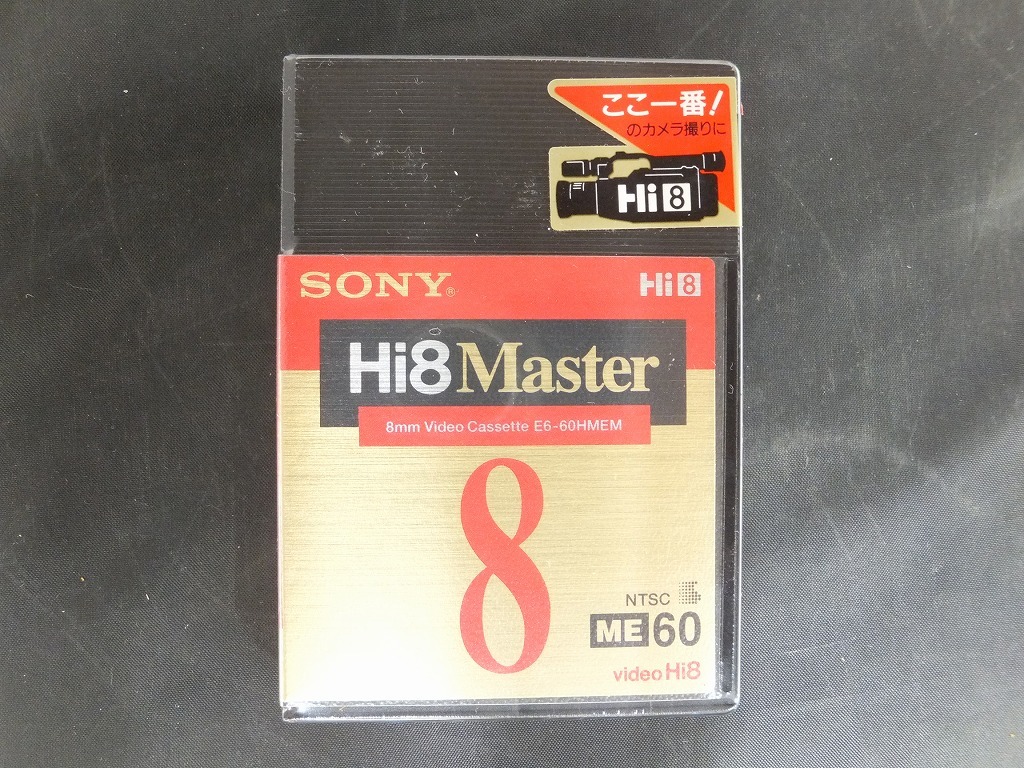 ここ一番!
のカメラ撮りに
Hi8
SONY®
Hi8
Hi8 Master
8mm Video Cassette E6-60HMEM
8
NTSC
ME 60
video Hi8